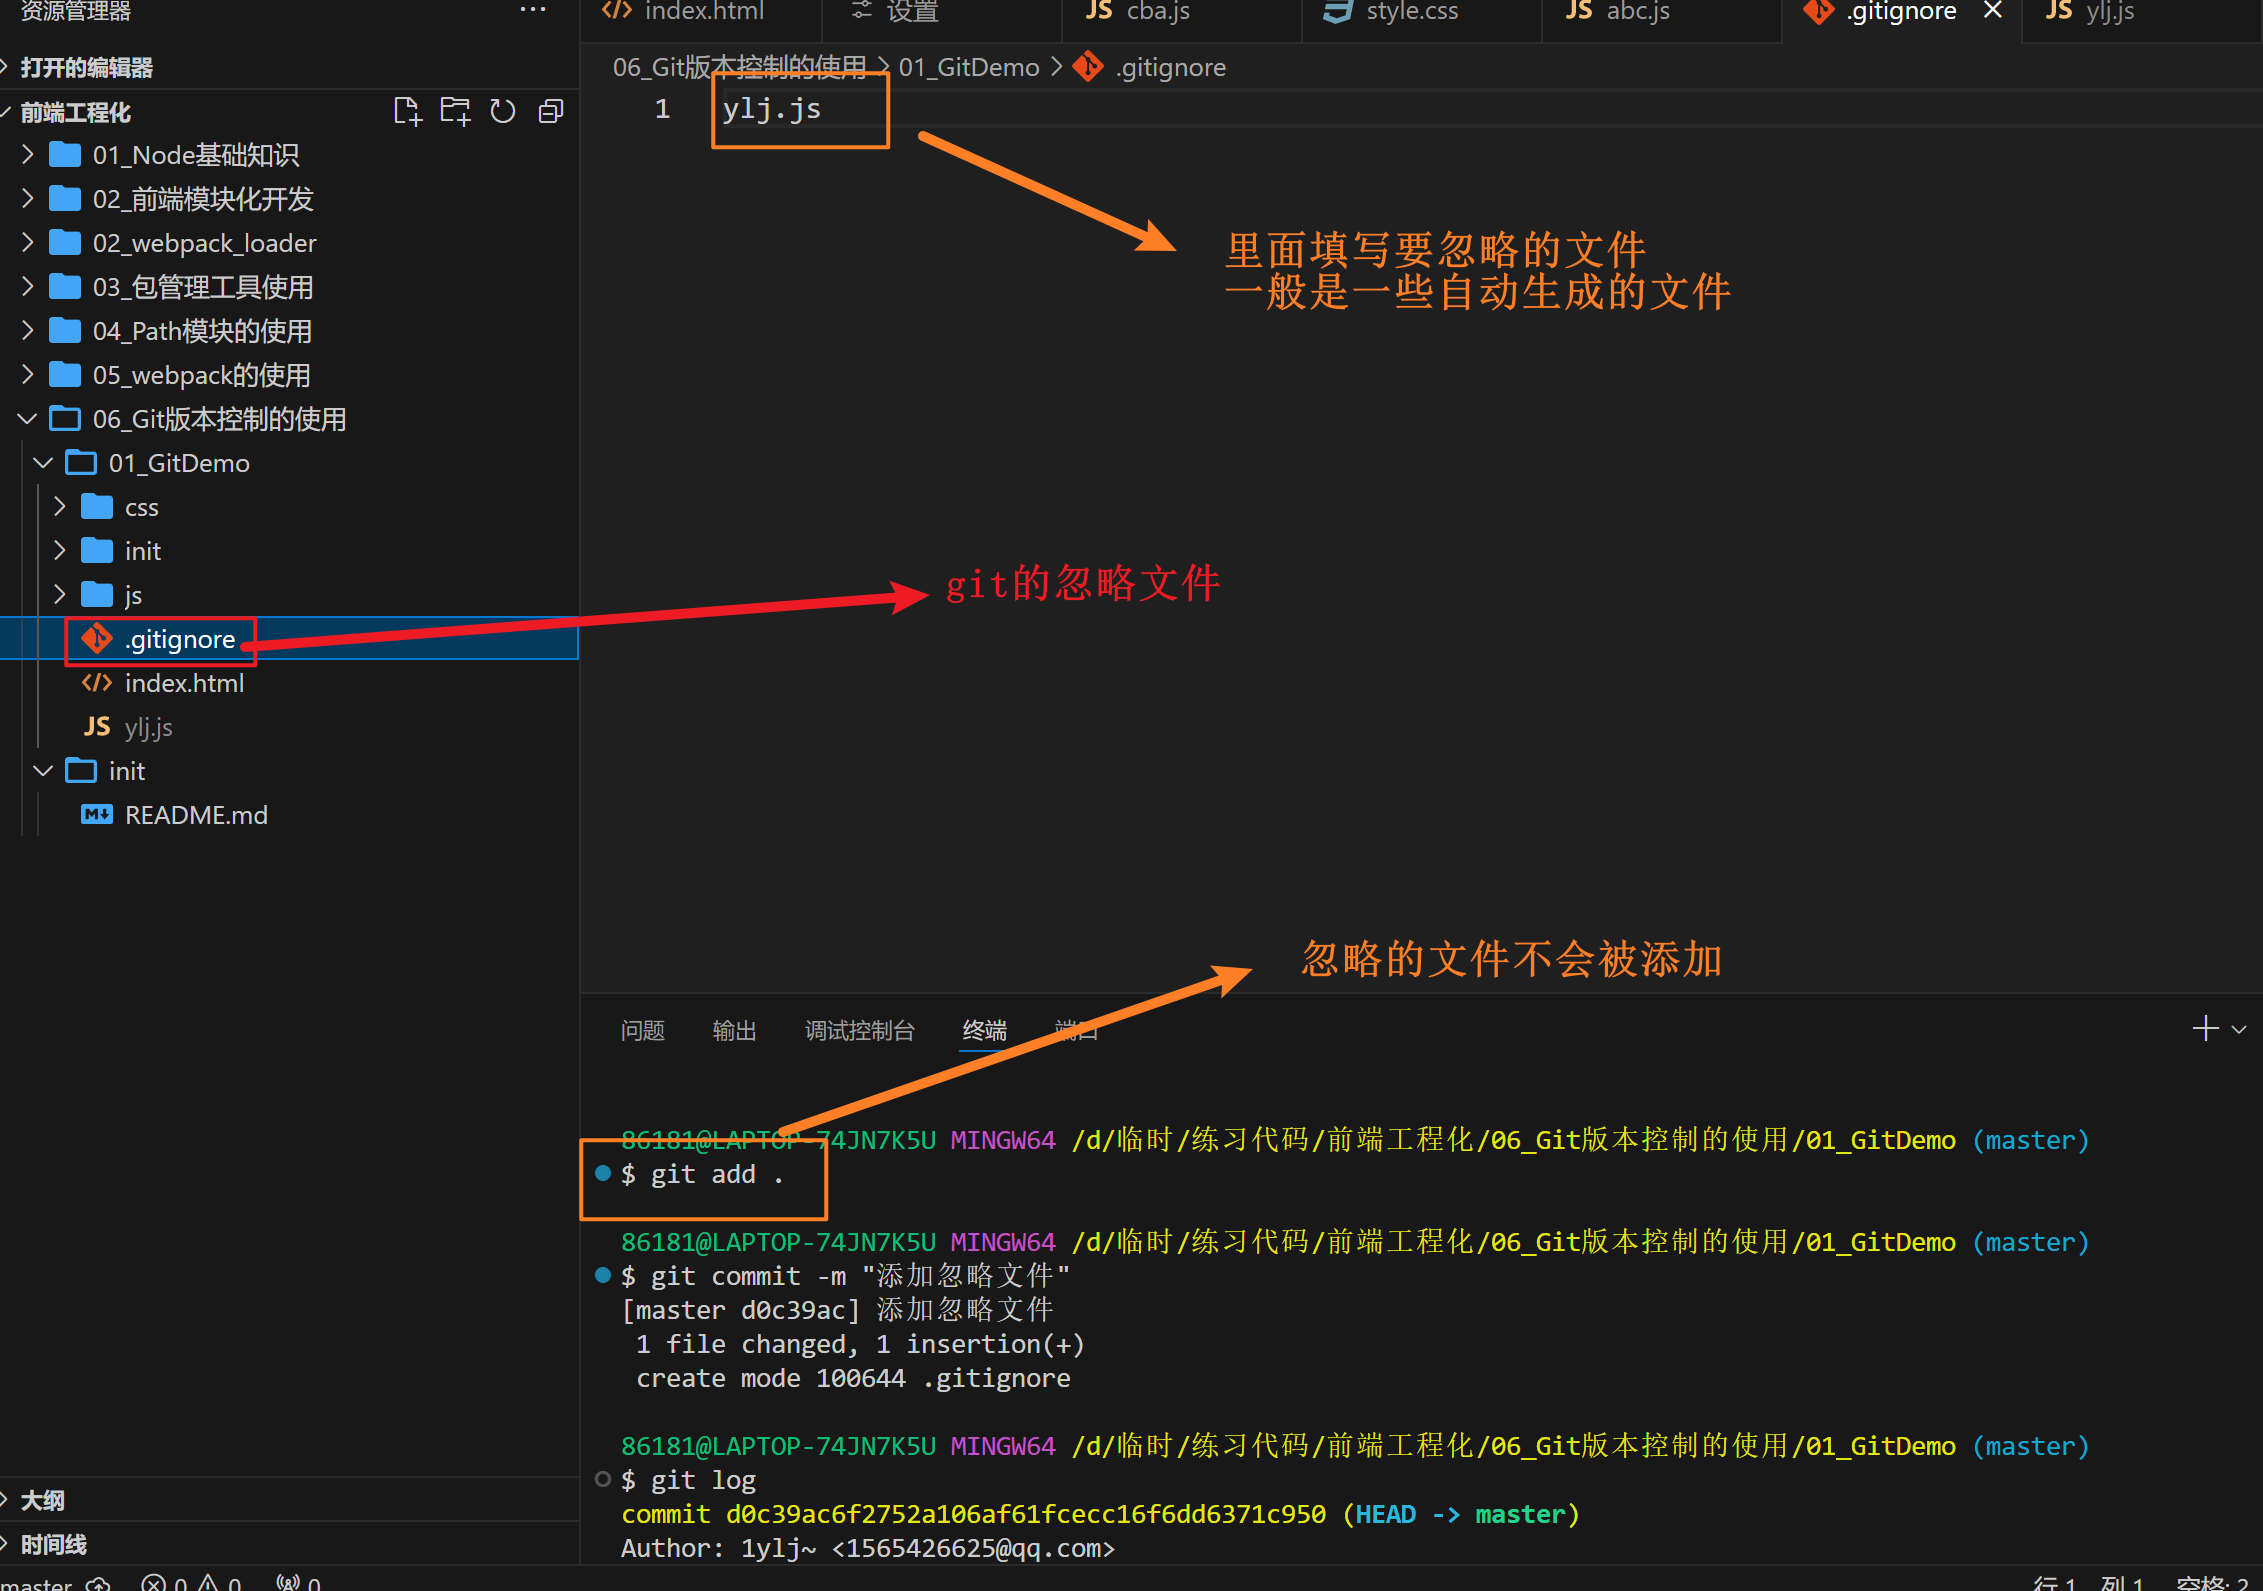 资源管理器
打开的编辑器
前端工程化
01_Node基础知识
02_前端模块化开发
02_webpack_loader
03_包管理工具使用
04_Path模块的使用
05_webpack的使用
06_Git版本控制的使用
01_GitDemo
css
init
js
.gitignore
index.html
JS ylj.js
init
README.md
大纲
时间线
index.html 设置 JS cba.js style.css JS abc.js .gitignore JS ylj.js
06_Git版本控制的使用 > 01_GitDemo > .gitignore
1 ylj.js
里面填写要忽略的文件
一般是一些自动生成的文件
git的忽略文件
忽略的文件不会被添加
问题 输出 调试控制台 终端 端口
86181@LAPTOP-74JN7K5U MINGW64 /d/临时/练习代码/前端工程化/06_Git版本控制的使用/01_GitDemo (master)
$ git add .
86181@LAPTOP-74JN7K5U MINGW64 /d/临时/练习代码/前端工程化/06_Git版本控制的使用/01_GitDemo (master)
$ git commit -m "添加忽略文件"
[master d0c39ac] 添加忽略文件
1 file changed, 1 insertion(+)
create mode 100644 .gitignore
86181@LAPTOP-74JN7K5U MINGW64 /d/临时/练习代码/前端工程化/06_Git版本控制的使用/01_GitDemo (master)
$ git log
commit d0c39ac6f2752a106af61fcecc16f6dd6371c950 (HEAD -> master)
Author: 1ylj~ <1565426625@qq.com>
master 0 0 0 行 1, 列 1 空格: 2